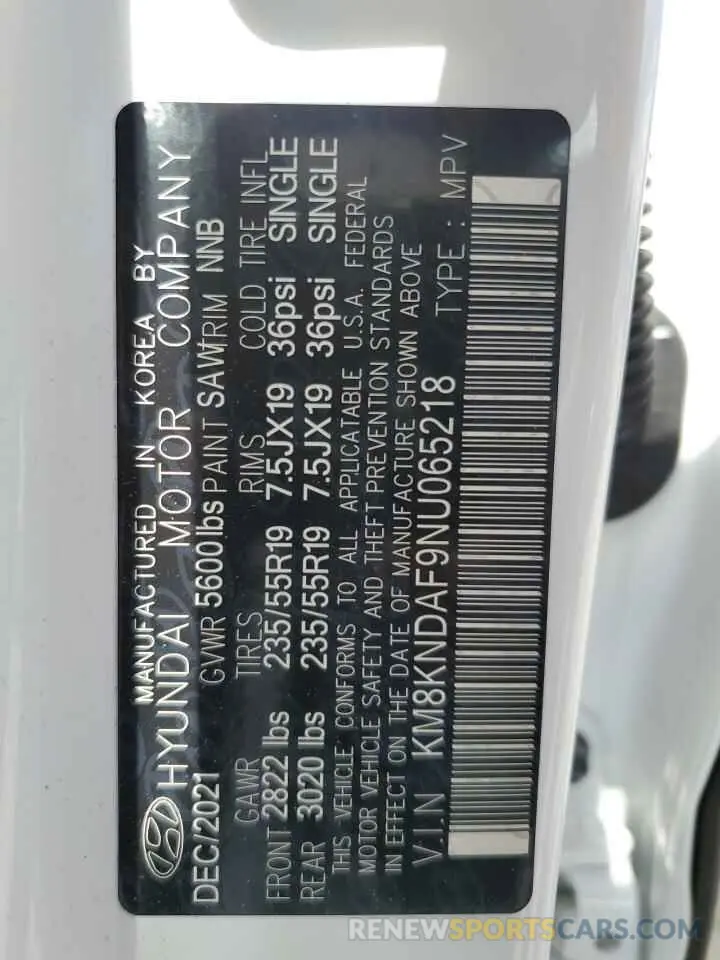 MANUFACTURED IN KOREA BY
HYUNDAI MOTOR COMPANY
DEC/2021 GVWR 5600lbs PAINT SAW TRIM NNB
GAWR TIRES RIMS COLD TIRE INFL
FRONT 2822 lbs 235/55R19 7.5JX19 36psi SINGLE
REAR 3020 lbs 235/55R19 7.5JX19 36psi SINGLE
THIS VEHICLE CONFORMS TO ALL APPLICATABLE U.S.A. FEDERAL
MOTOR VEHICLE SAFETY AND THEFT PREVENTION STANDARDS
IN EFFECT ON THE DATE OF MANUFACTURE SHOWN ABOVE
V.I.N KM8KNDAF9NU065218 TYPE : MPV
RENEWSPORTSCARS.COM